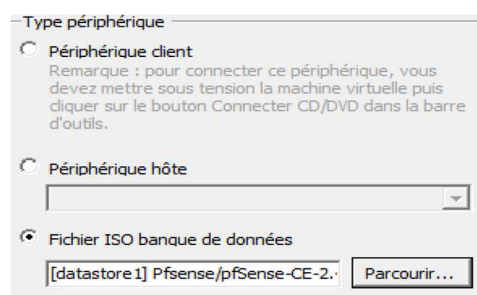 Type périphérique
Périphérique client
Remarque : pour connecter ce périphérique, vous
devez mettre sous tension la machine virtuelle puis
cliquer sur le bouton Connecter CD/DVD dans la barre
d'outils.
Périphérique hôte
Fichier ISO banque de données
[datastore1] Pfsense/pfSense-CE-2.
Parcourir...